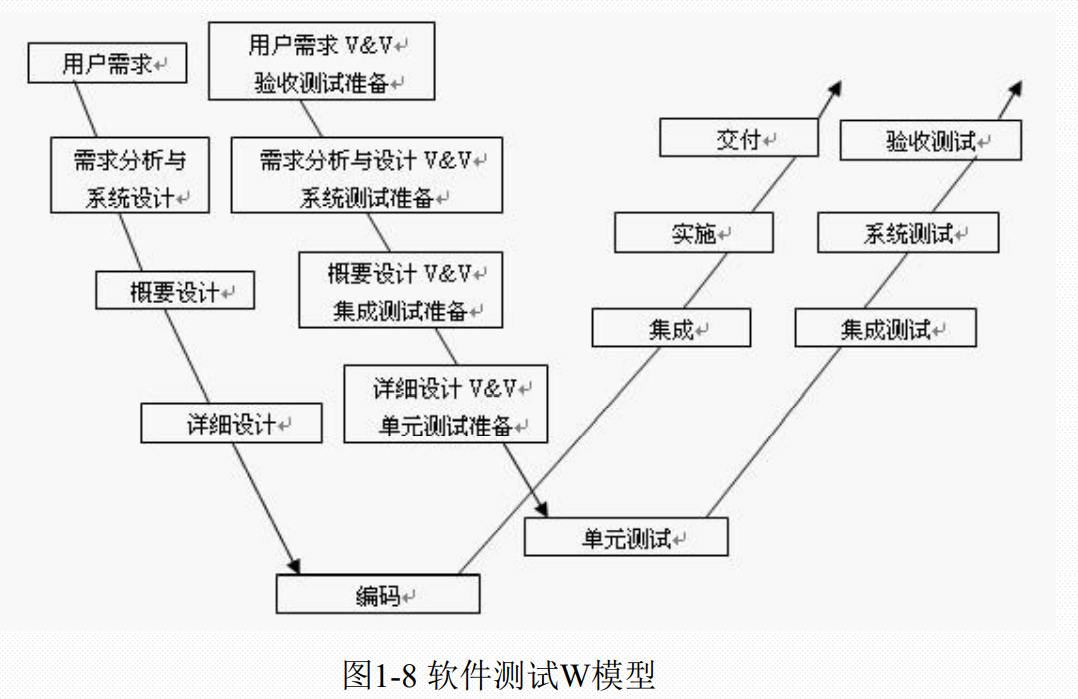 用户需求
用户需求 V&V↵
验收测试准备↵
需求分析与
系统设计↵
需求分析与设计 V&V↵
系统测试准备↵
交付↵
验收测试↵
概要设计↵
概要设计 V&V↵
集成测试准备↵
实施↵
系统测试↵
详细设计↵
详细设计 V&V↵
单元测试准备↵
集成↵
集成测试↵
单元测试↵
编码↵
图1-8 软件测试W模型